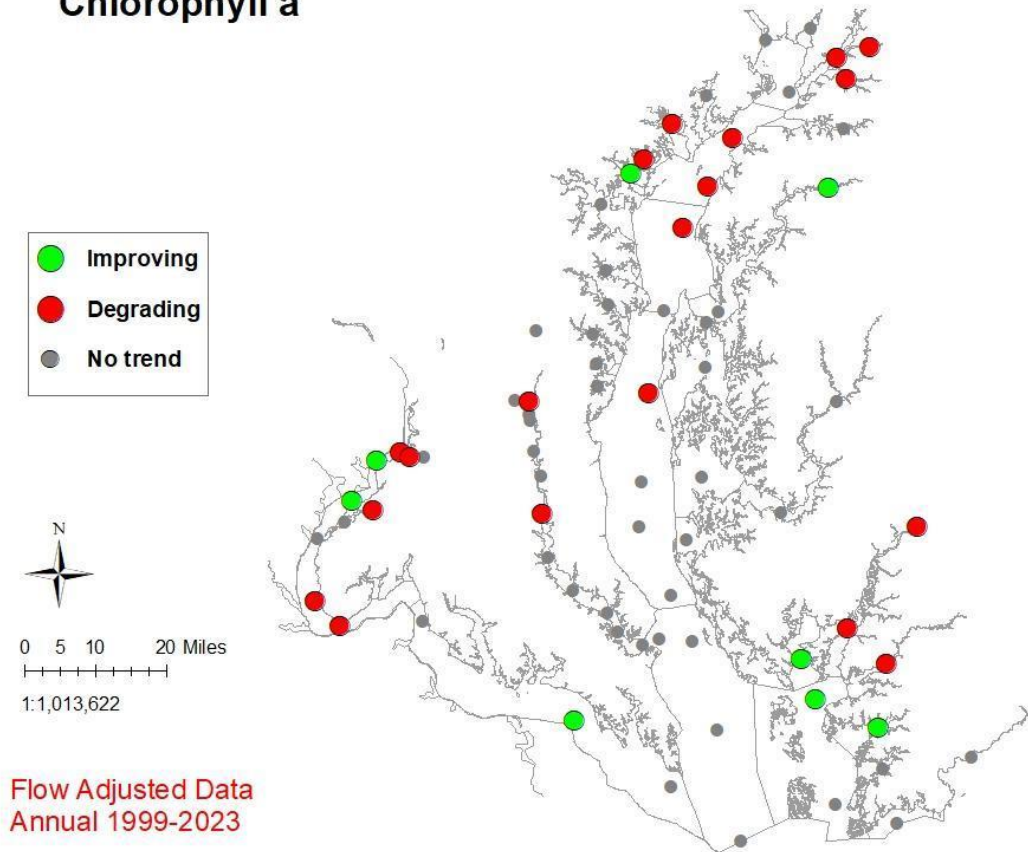 Chlorophyll a
Improving
Degrading
No trend
N
0 5 10 20 Miles
1:1,013,622
Flow Adjusted Data
Annual 1999-2023